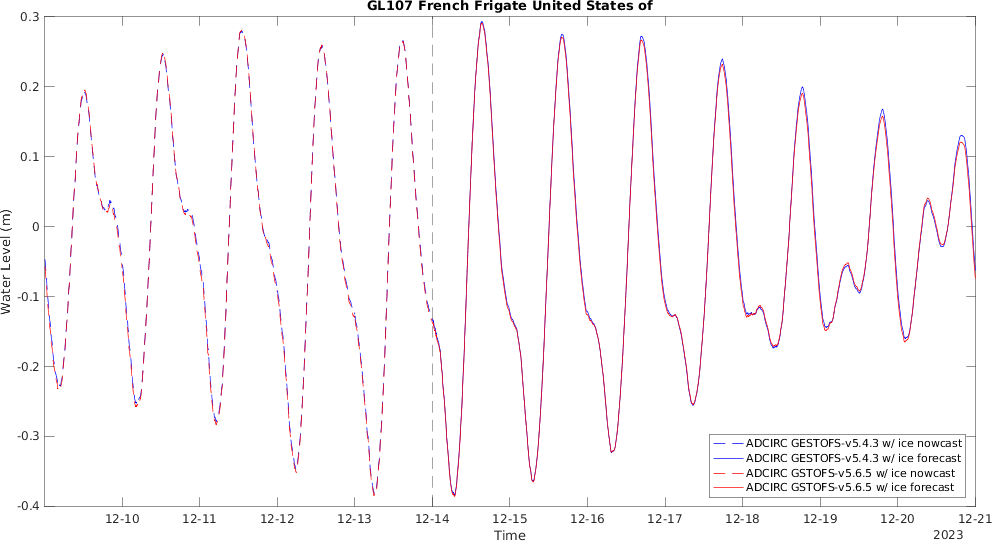 GL107 French Frigate United States of
Water Level (m)
0.3
0.2
0.1
0
-0.1
-0.2
-0.3
-0.4
ADCIRC GESTOFS-v5.4.3 w/ ice nowcast
ADCIRC GESTOFS-v5.4.3 w/ ice forecast
ADCIRC GSTOFS-v5.6.5 w/ ice nowcast
ADCIRC GSTOFS-v5.6.5 w/ ice forecast
12-10 12-11 12-12 12-13 12-14 12-15 12-16 12-17 12-18 12-19 12-20 12-21
Time
2023